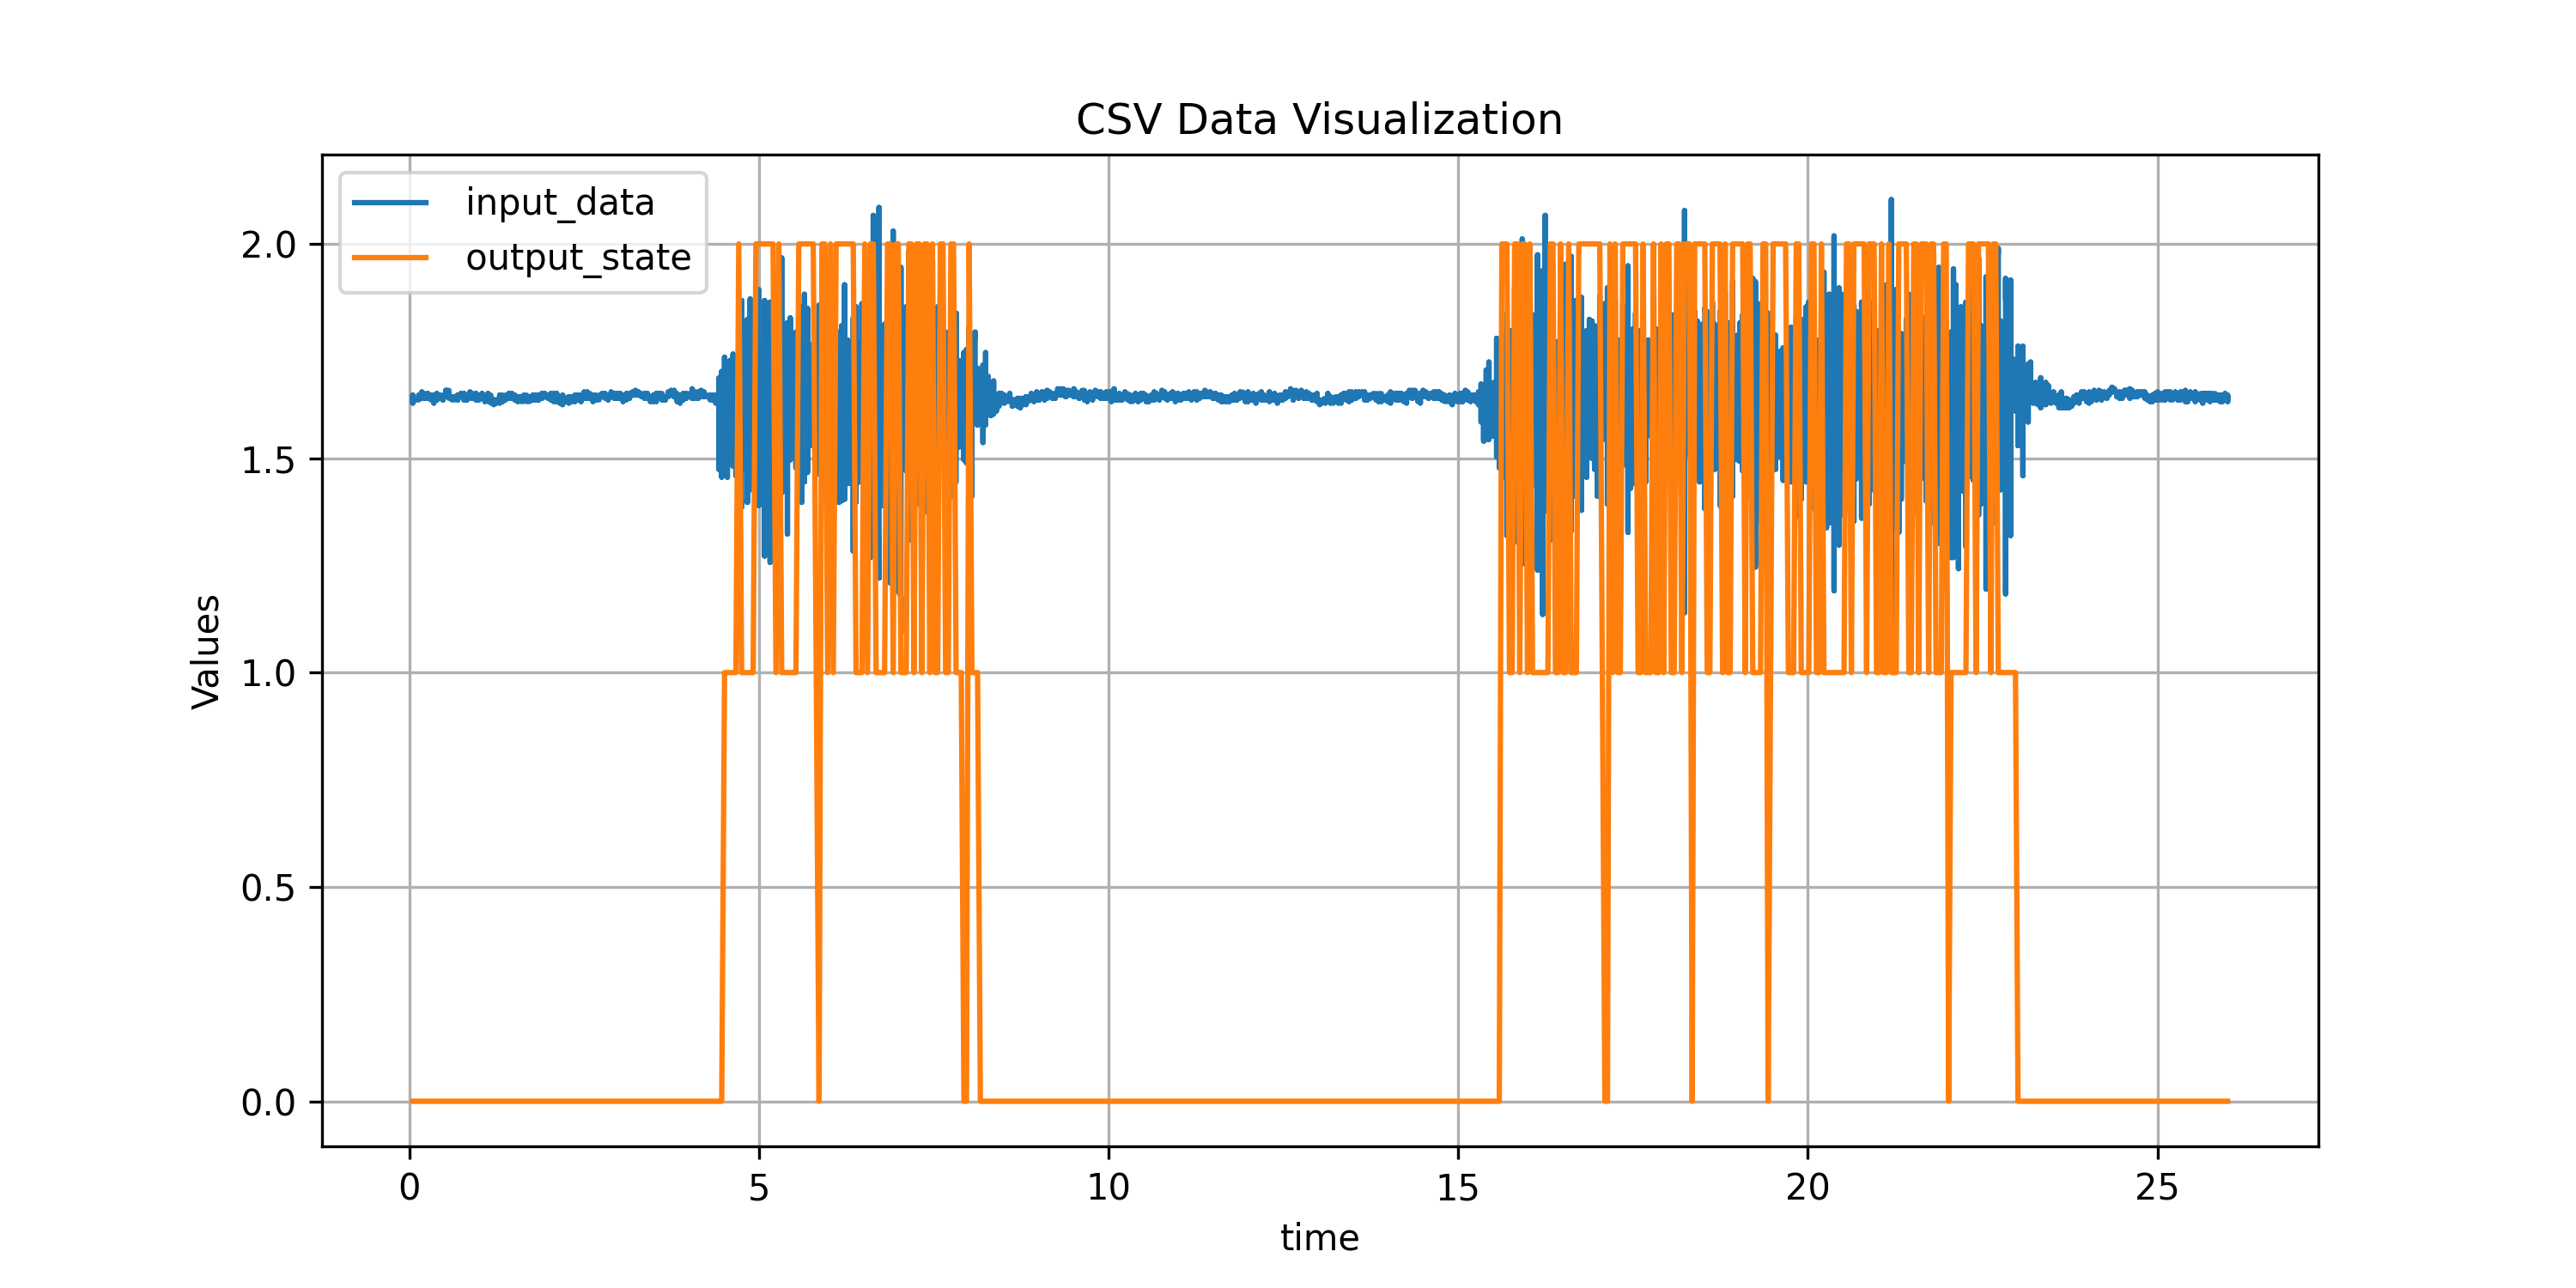 CSV Data Visualization
input_data
output_state
2.0
1.5
1.0
0.5
0.0
Values
0 5 10 15 20 25
time